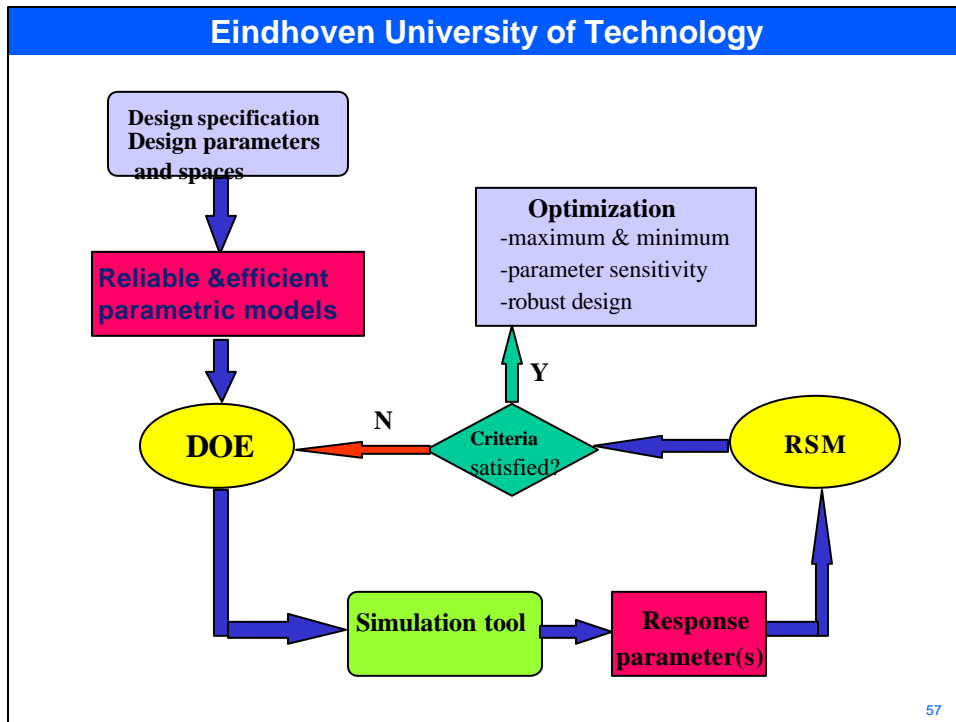 Eindhoven University of Technology
Design specification
Design parameters
and spaces
Optimization
-maximum & minimum
-parameter sensitivity
-robust design
Reliable &efficient
parametric models
Y
N
DOE
Criteria
satisfied?
RSM
Simulation tool
Response
parameter(s)
57